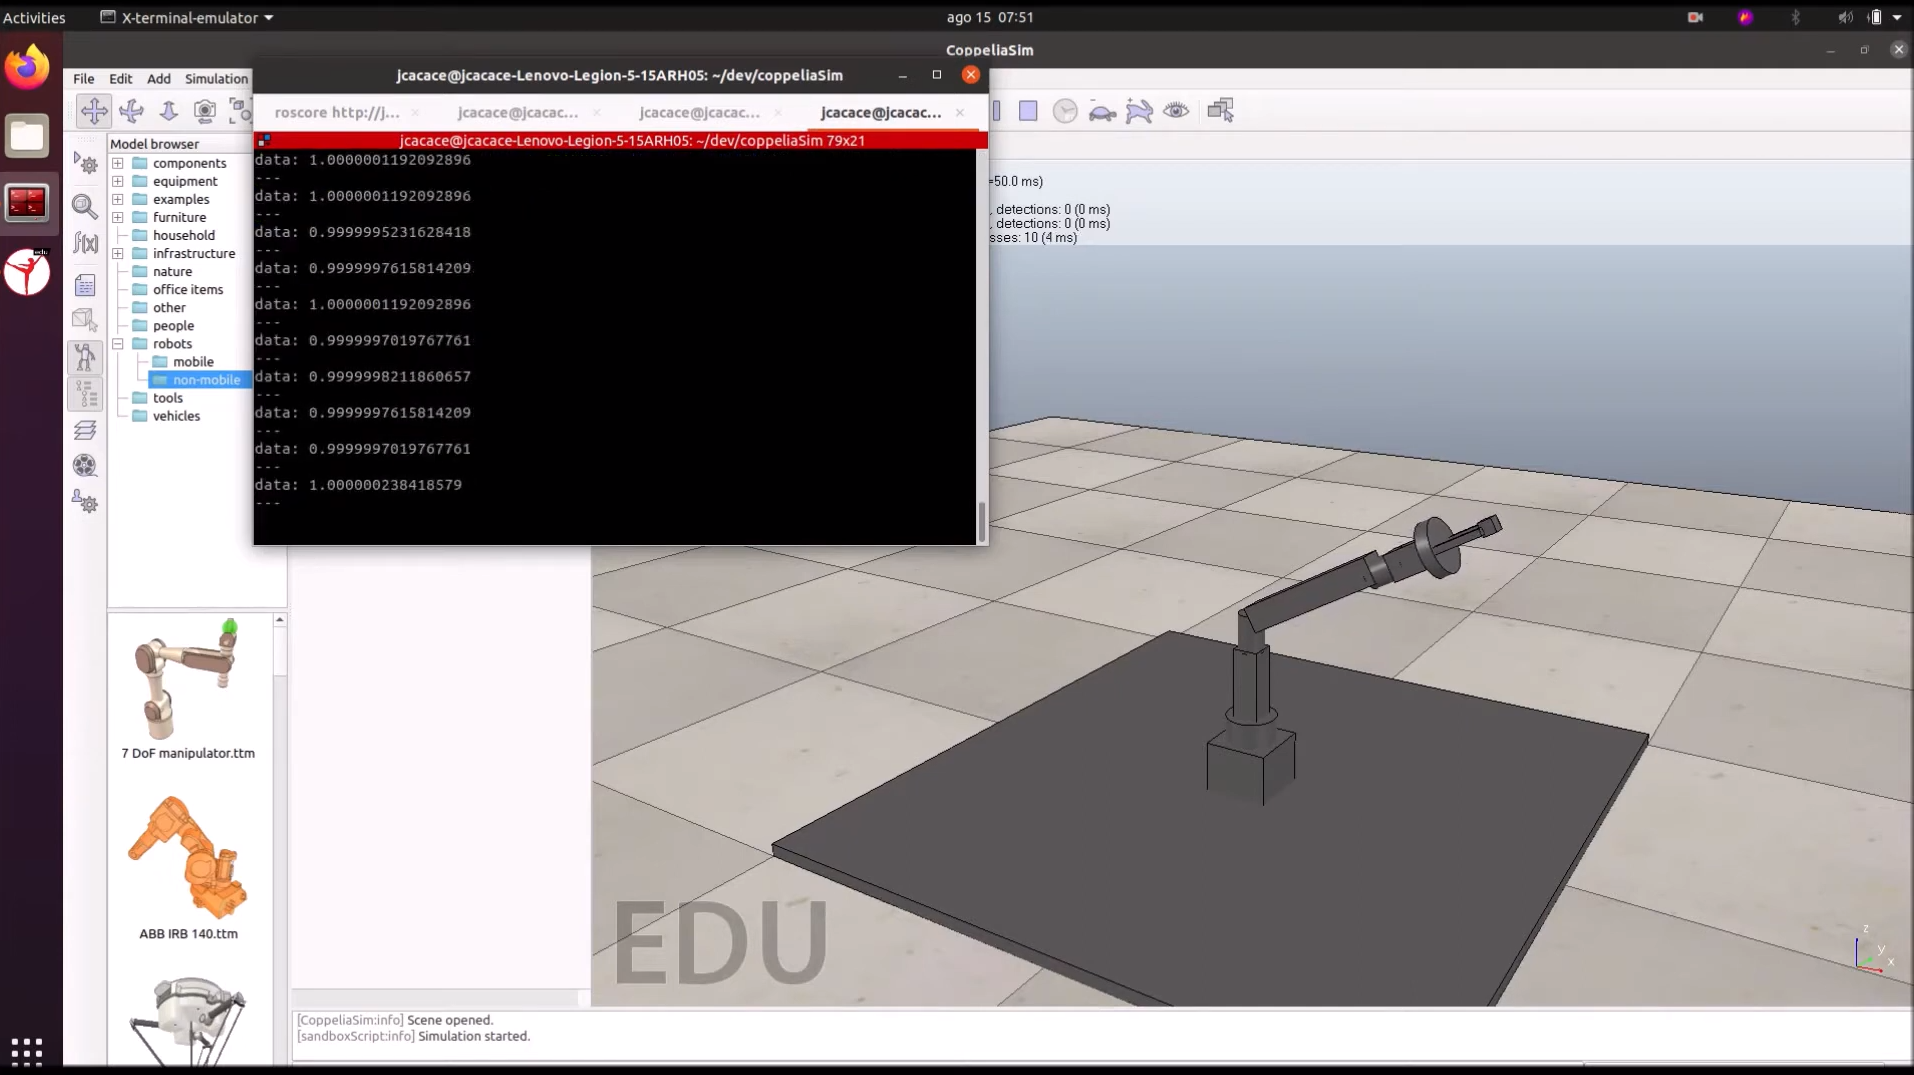 Activities
X-terminal-emulator
ago 15 07:51
CoppeliaSim
File Edit Add Simulation
jcacace@jcacace-Lenovo-Legion-5-15ARH05: ~/dev/coppeliaSim
roscore http://j...
jcacace@jcacac...
jcacace@jcacac...
jcacace@jcacac...
jcacace@jcacace-Lenovo-Legion-5-15ARH05: ~/dev/coppeliaSim 79x21
data: 1.0000001192092896
---
data: 1.0000001192092896
---
data: 0.9999995231628418
---
data: 0.9999997615814209
---
data: 1.0000001192092896
---
data: 0.9999997019767761
---
data: 0.9999998211860657
---
data: 0.9999997615814209
---
data: 0.9999997019767761
---
data: 1.000000238418579
---
Model browser
components
equipment
examples
furniture
household
infrastructure
nature
office items
other
people
robots
mobile
non-mobile
tools
vehicles
f(x)
edu
=50.0 ms)
, detections: 0 (0 ms)
, detections: 0 (0 ms)
sses: 10 (4 ms)
7 DoF manipulator.ttm
ABB IRB 140.ttm
EDU
z
y
x
[CoppeliaSim:info] Scene opened.
[sandboxScript:info] Simulation started.